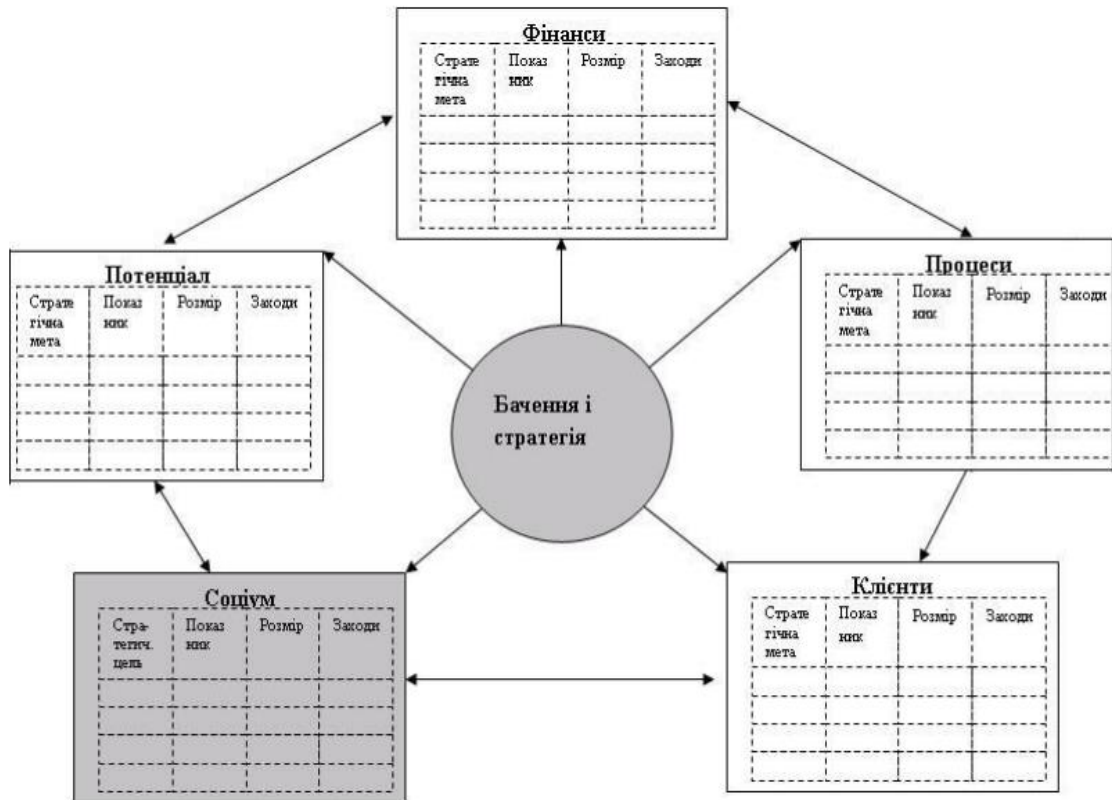 Фінанси
Страте Показ Розмір Заходи
гічна ник
мета
Потенціал
Страте Показ Розмір Заходи
гічна ник
мета
Процеси
Страте Показ Розмір Заходи
гічна ник
мета
Бачення і
стратегія
Соціум
Стра- Показ Розмір Заходи
тегич. ник
цель
Клієнти
Страте Показ Розмір Заходи
гічна ник
мета